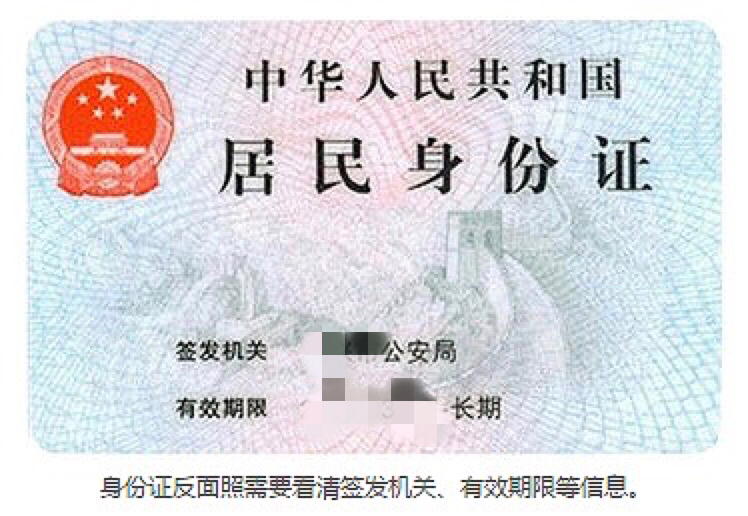 中华人民共和国
居民身份证
签发机关 公安局
有效期限 长期
身份证反面照需要看清签发机关、有效期限等信息。